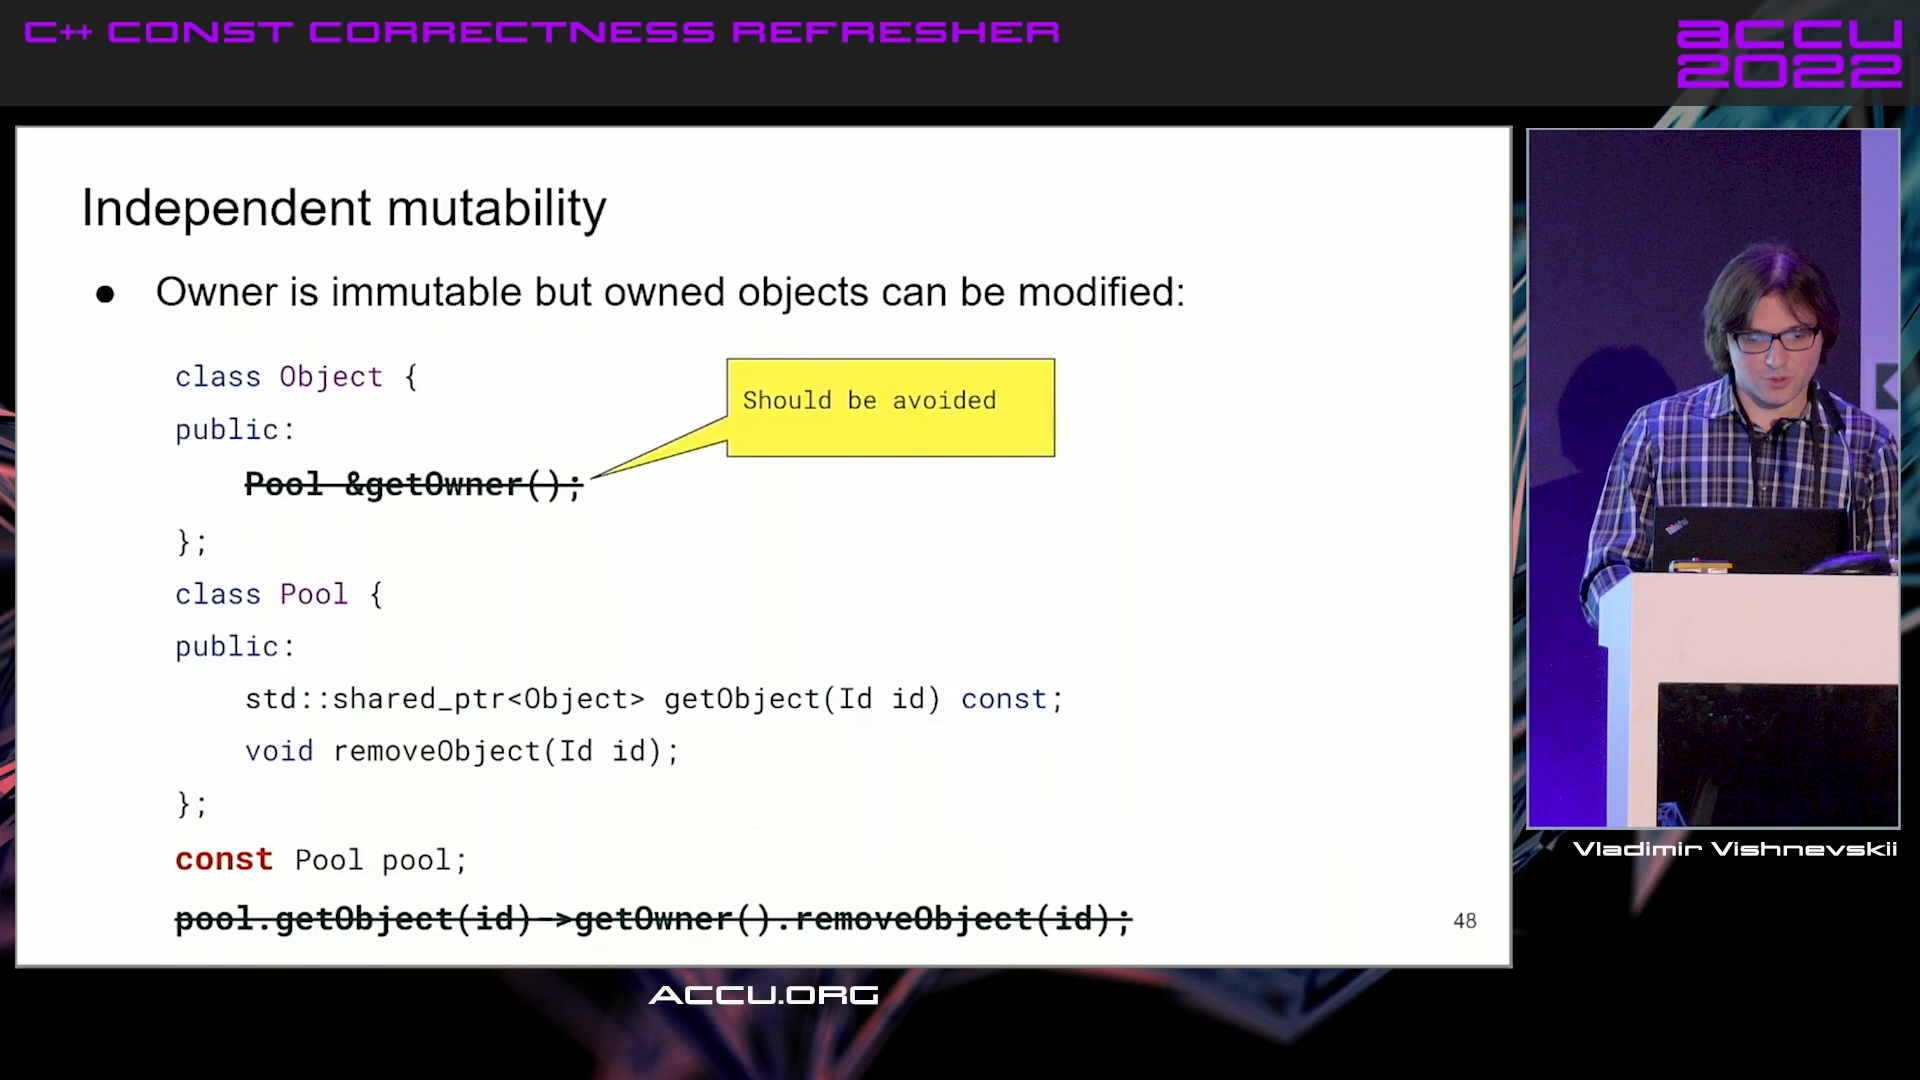 C++ CONST CORRECTNESS REFRESHER
accu
2022
Independent mutability
● Owner is immutable but owned objects can be modified:
class Object {
Should be avoided
public:
Pool &getOwner();
};
class Pool {
public:
std::shared_ptr<Object> getObject(Id id) const;
void removeObject(Id id);
};
const Pool pool;
pool.getObject(id)->getOwner().removeObject(id);
48
ThinkPad
Vladimir Vishnevskii
ACCU.ORG